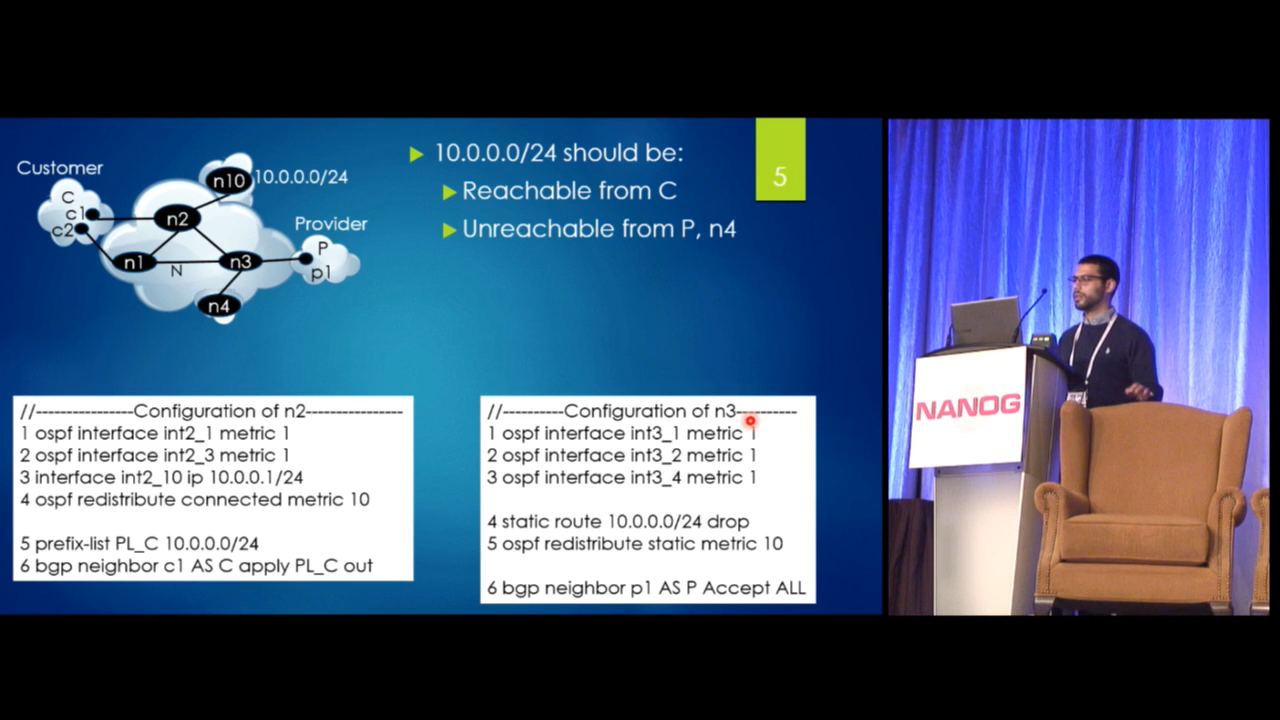 Customer
C
c1
c2
n10
10.0.0.0/24
n2
Provider
P
p1
n1
N
n3
n4
10.0.0.0/24 should be:
Reachable from C
Unreachable from P, n4
5
//----------------Configuration of n2----------------
1 ospf interface int2_1 metric 1
2 ospf interface int2_3 metric 1
3 interface int2_10 ip 10.0.0.1/24
4 ospf redistribute connected metric 10
5 prefix-list PL_C 10.0.0.0/24
6 bgp neighbor c1 AS C apply PL_C out
//----------Configuration of n3----------
1 ospf interface int3_1 metric 1
2 ospf interface int3_2 metric 1
3 ospf interface int3_4 metric 1
4 static route 10.0.0.0/24 drop
5 ospf redistribute static metric 10
6 bgp neighbor p1 AS P Accept ALL
NANOG